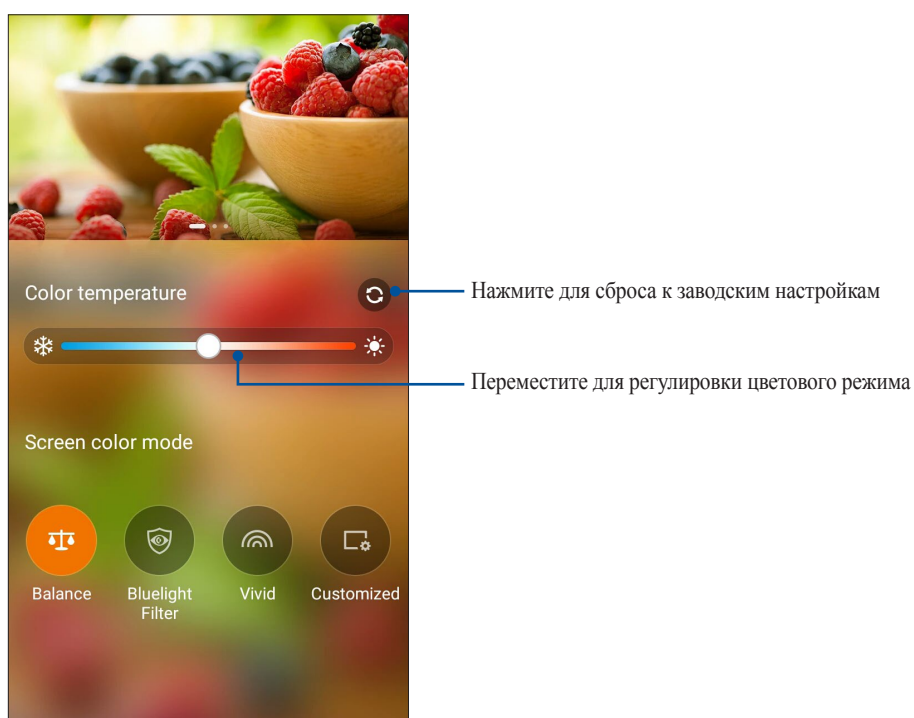 Color temperature
Нажмите для сброса к заводским настройкам
Переместите для регулировки цветового режима
Screen color mode
Balance
Bluelight
Filter
Vivid
Customized